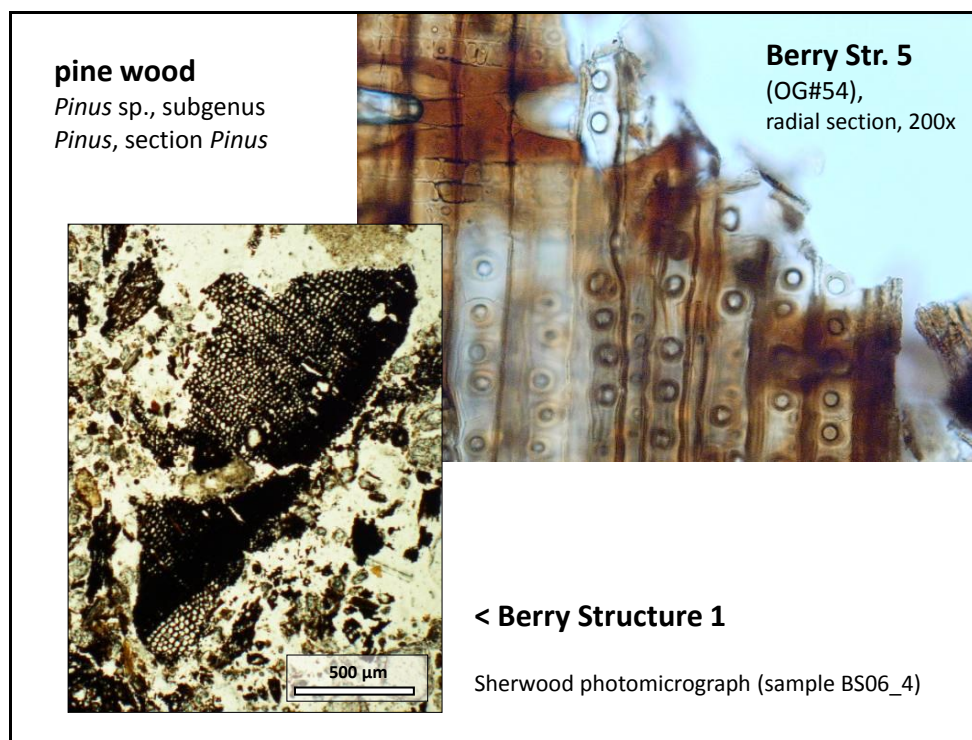 pine wood
Pinus sp., subgenus
Pinus, section Pinus
Berry Str. 5
(OG#54),
radial section, 200x
500 µm
< Berry Structure 1
Sherwood photomicrograph (sample BS06_4)